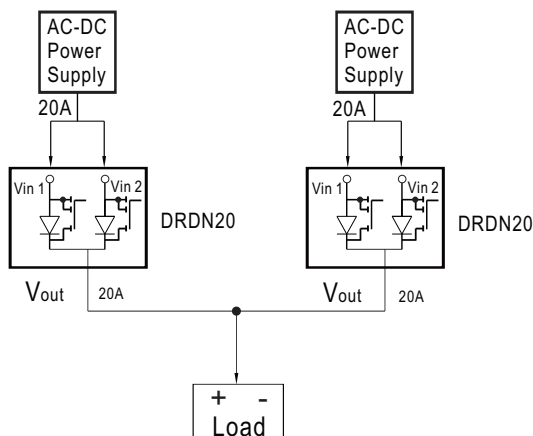 AC-DC
Power
Supply
20A
Vin 1
Vin 2
DRDN20
Vout
20A
AC-DC
Power
Supply
20A
Vin 1
Vin 2
DRDN20
Vout
20A
+ -
Load